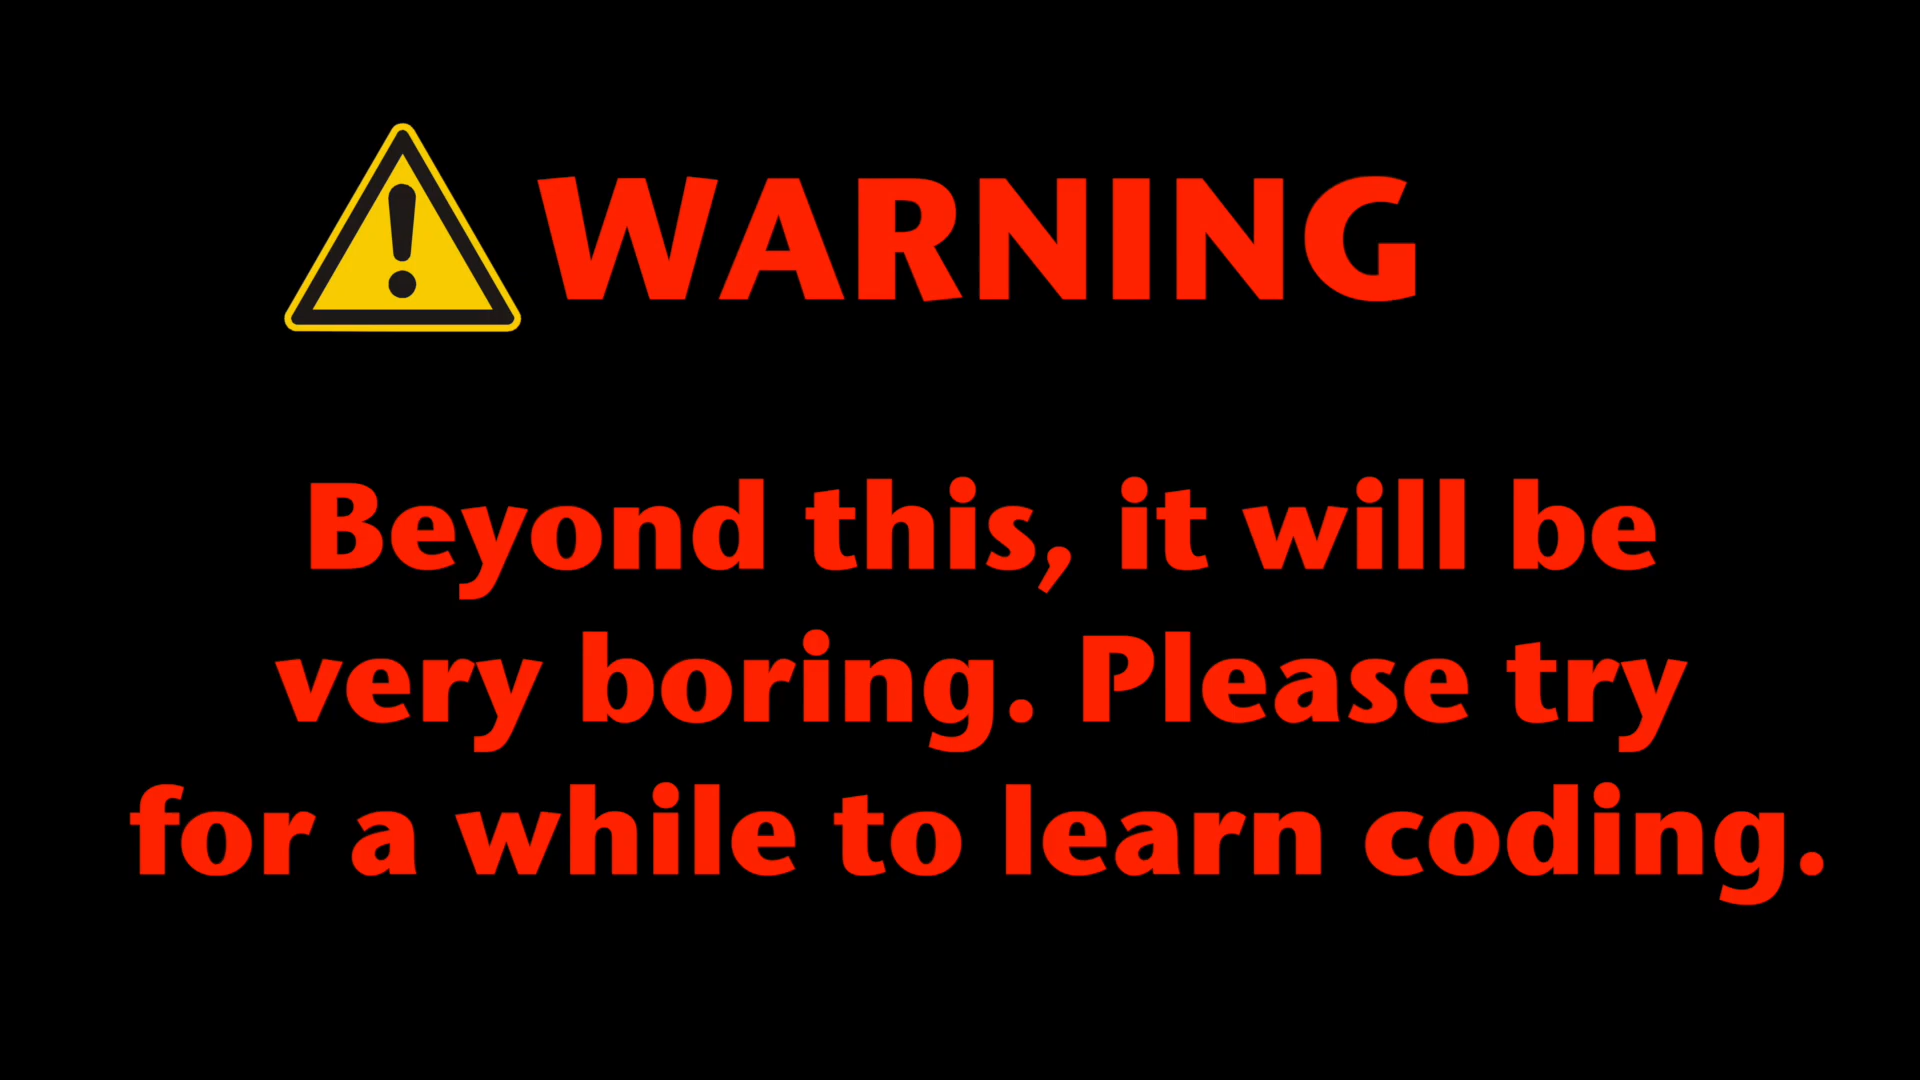 WARNING
Beyond this, it will be
very boring. Please try
for a while to learn coding.